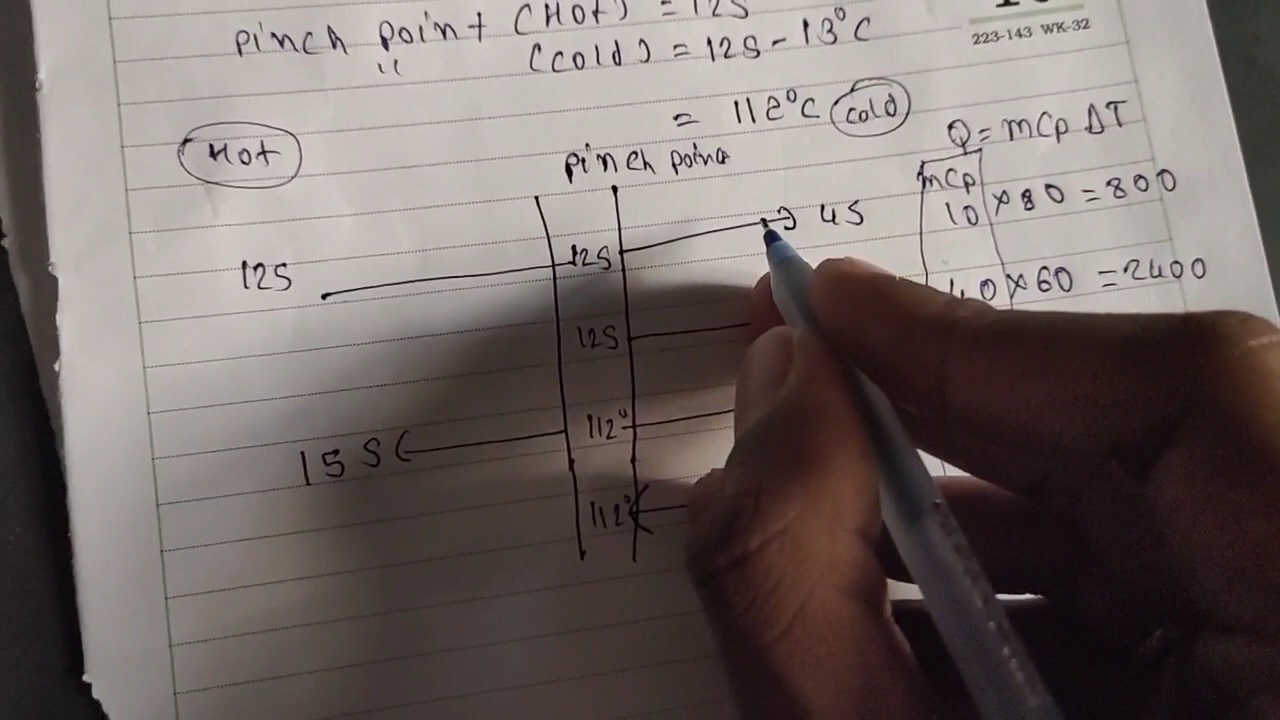 pinch point (Hot) = 125
" (cold) = 125 - 13°C
= 112°C cold
Hot
pinch point
Q = mCp ΔT
mcp
10 × 80 = 800
125
125
45
40 × 60 = 2400
125
155
112°
112°
223-143 WK-32